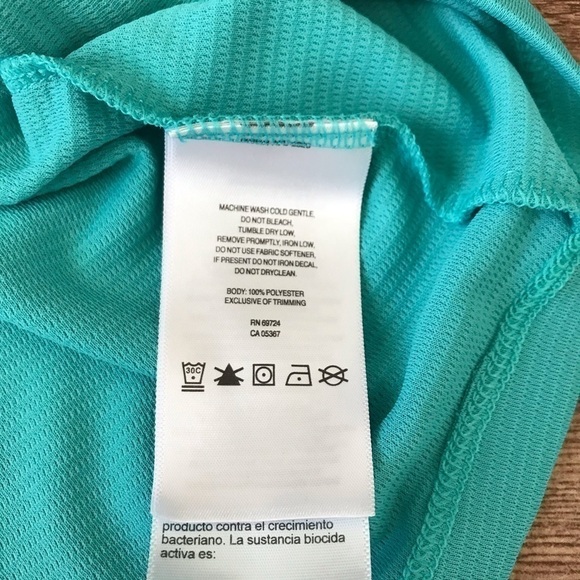 MACHINE WASH COLD GENTLE,
DO NOT BLEACH,
TUMBLE DRY LOW,
REMOVE PROMPTLY, IRON LOW,
DO NOT USE FABRIC SOFTENER,
IF PRESENT DO NOT IRON DECAL,
DO NOT DRYCLEAN.
BODY: 100% POLYESTER
EXCLUSIVE OF TRIMMING
RN 69724
CA 05367
30C
producto contra el crecimiento
bacteriano. La sustancia biocida
activa es: